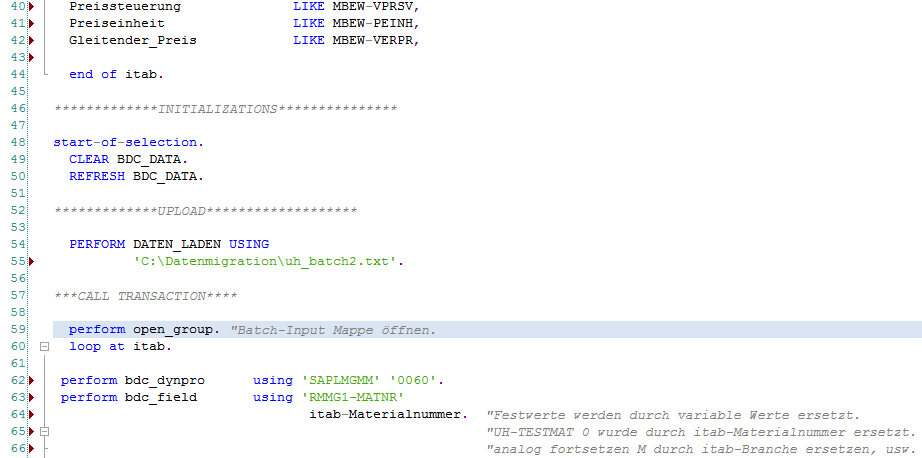 40 Preissteuerung LIKE MBEW-VPRSV,
41 Preiseinheit LIKE MBEW-PEINH,
42 Gleitender_Preis LIKE MBEW-VERPR,
43
44 end of itab.
45
46 *************INITIALIZATIONS***************
47
48 start-of-selection.
49 CLEAR BDC_DATA.
50 REFRESH BDC_DATA.
51
52 *************UPLOAD*******************
53
54 PERFORM DATEN_LADEN USING
55 'C:\Datenmigration\uh_batch2.txt'.
56
57 ***CALL TRANSACTION****
58
59 perform open_group. "Batch-Input Mappe öffnen.
60 loop at itab.
61
62 perform bdc_dynpro using 'SAPLMGMM' '0060'.
63 perform bdc_field using 'RMMG1-MATNR'
64 itab-Materialnummer. "Festwerte werden durch variable Werte ersetzt.
65 "UH-TESTMAT 0 wurde durch itab-Materialnummer ersetzt.
66 "analog fortsetzen M durch itab-Branche ersetzen, usw.